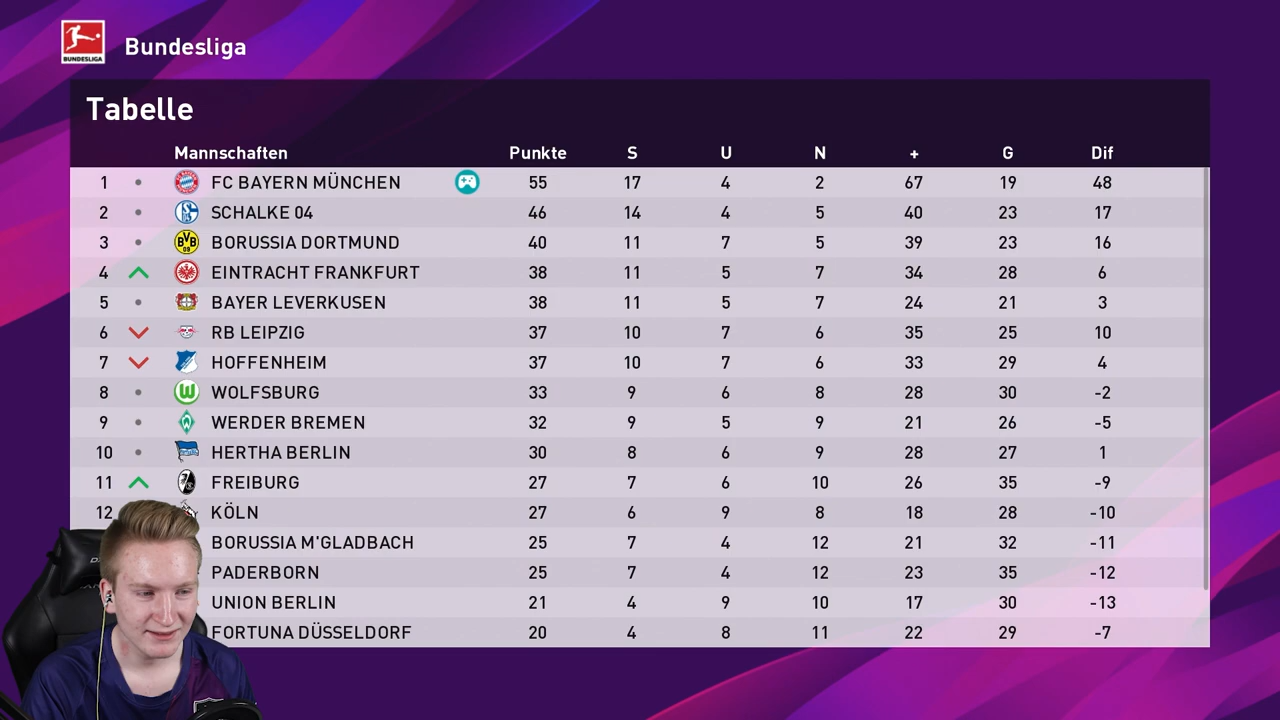 Bundesliga
BUNDESLIGA
Tabelle
Mannschaften Punkte S U N + G Dif
1 FC BAYERN MÜNCHEN 55 17 4 2 67 19 48
2 SCHALKE 04 46 14 4 5 40 23 17
3 BVB 09 BORUSSIA DORTMUND 40 11 7 5 39 23 16
4 EINTRACHT FRANKFURT 38 11 5 7 34 28 6
5 BAYER LEVERKUSEN 38 11 5 7 24 21 3
6 RB LEIPZIG 37 10 7 6 35 25 10
7 HOFFENHEIM 37 10 7 6 33 29 4
8 W WOLFSBURG 33 9 6 8 28 30 -2
9 W WERDER BREMEN 32 9 5 9 21 26 -5
10 HERTHA BERLIN 30 8 6 9 28 27 1
11 FREIBURG 27 7 6 10 26 35 -9
12 KÖLN 27 6 9 8 18 28 -10
BORUSSIA M'GLADBACH 25 7 4 12 21 32 -11
PADERBORN 25 7 4 12 23 35 -12
UNION BERLIN 21 4 9 10 17 30 -13
FORTUNA DÜSSELDORF 20 4 8 11 22 29 -7